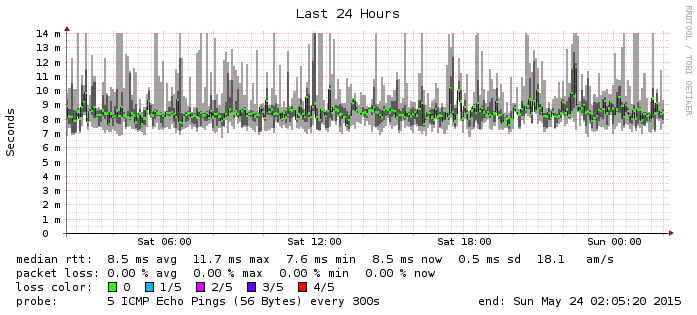 Last 24 Hours
RRDTOOL / TOBI OETIKER
Seconds
14 m
13 m
12 m
11 m
10 m
9 m
8 m
7 m
6 m
5 m
4 m
3 m
2 m
1 m
0
Sat 06:00 Sat 12:00 Sat 18:00 Sun 00:00
median rtt: 8.5 ms avg 11.7 ms max 7.6 ms min 8.5 ms now 0.5 ms sd 18.1 am/s
packet loss: 0.00 % avg 0.00 % max 0.00 % min 0.00 % now
loss color: 0 1/5 2/5 3/5 4/5
probe: 5 ICMP Echo Pings (56 Bytes) every 300s end: Sun May 24 02:05:20 2015